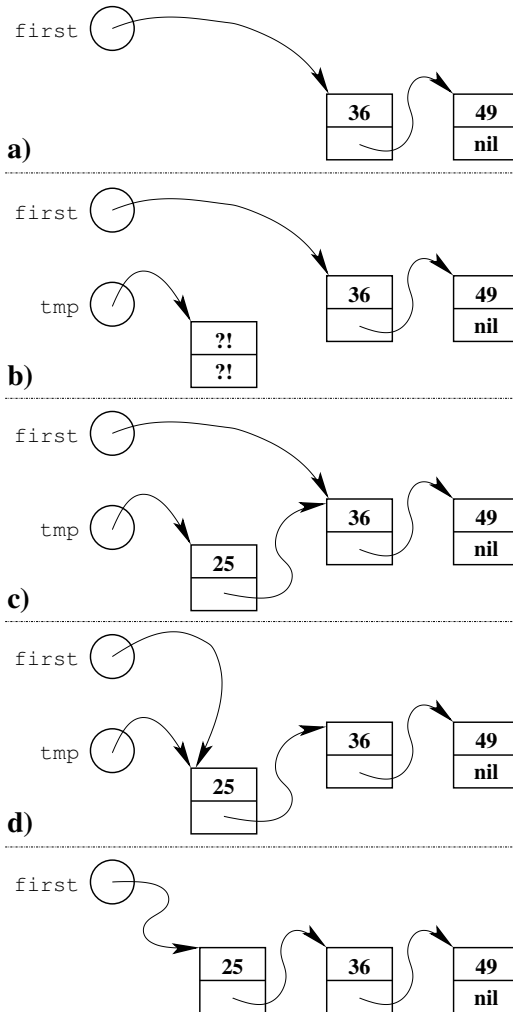 first
36 49
nil
a)
first
36 49
tmp
nil
?!
?!
b)
first
36 49
tmp
nil
25
c)
first
36 49
tmp
nil
25
d)
first
25 36 49
nil